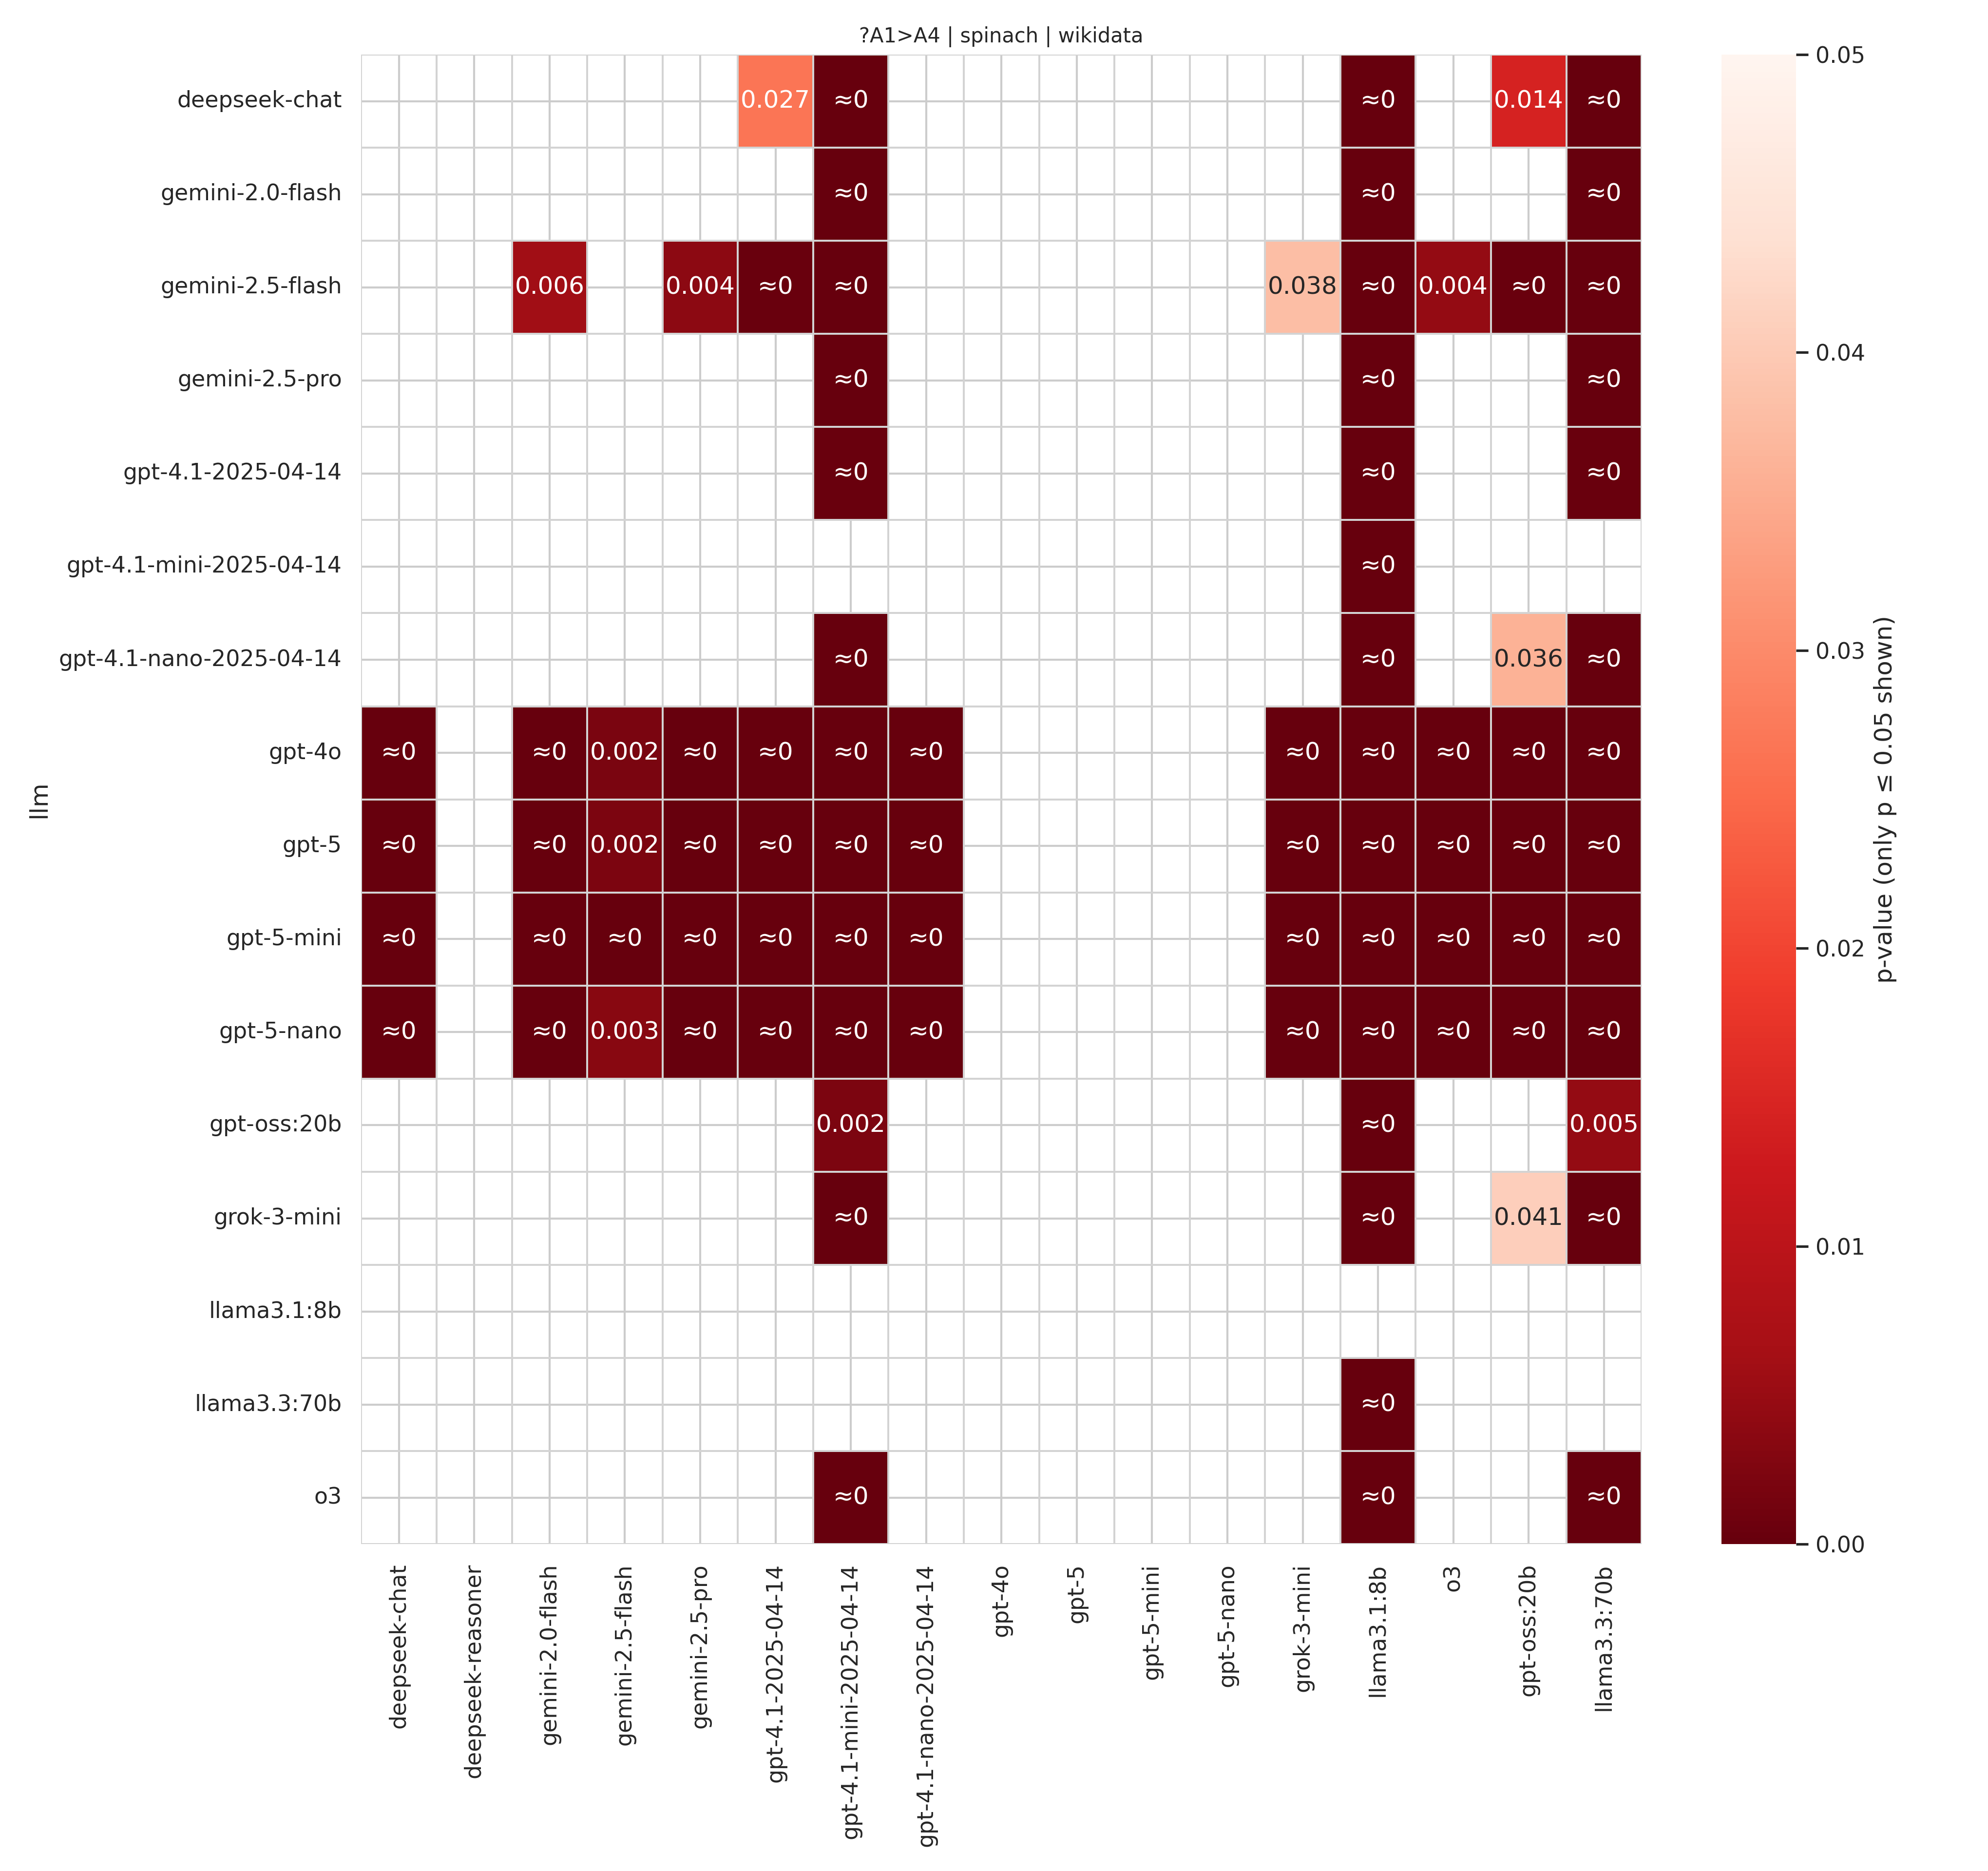 ?A1>A4 | spinach | wikidata
deepseek-chat 0.027 ≈0 ≈0 0.014 ≈0
gemini-2.0-flash ≈0 ≈0 ≈0
gemini-2.5-flash 0.006 0.004 ≈0 ≈0 0.038 ≈0 0.004 ≈0 ≈0
gemini-2.5-pro ≈0 ≈0 ≈0
gpt-4.1-2025-04-14 ≈0 ≈0 ≈0
gpt-4.1-mini-2025-04-14 ≈0
gpt-4.1-nano-2025-04-14 ≈0 ≈0 0.036 ≈0
gpt-4o ≈0 ≈0 0.002 ≈0 ≈0 ≈0 ≈0 ≈0 ≈0 ≈0 ≈0 ≈0
gpt-5 ≈0 ≈0 0.002 ≈0 ≈0 ≈0 ≈0 ≈0 ≈0 ≈0 ≈0 ≈0
gpt-5-mini ≈0 ≈0 ≈0 ≈0 ≈0 ≈0 ≈0 ≈0 ≈0 ≈0 ≈0 ≈0
gpt-5-nano ≈0 ≈0 0.003 ≈0 ≈0 ≈0 ≈0 ≈0 ≈0 ≈0 ≈0 ≈0
gpt-oss:20b 0.002 ≈0 0.005
grok-3-mini ≈0 ≈0 0.041 ≈0
llama3.1:8b
llama3.3:70b ≈0
o3 ≈0 ≈0 ≈0
llm
deepseek-chat
deepseek-reasoner
gemini-2.0-flash
gemini-2.5-flash
gemini-2.5-pro
gpt-4.1-2025-04-14
gpt-4.1-mini-2025-04-14
gpt-4.1-nano-2025-04-14
gpt-4o
gpt-5
gpt-5-mini
gpt-5-nano
grok-3-mini
llama3.1:8b
o3
gpt-oss:20b
llama3.3:70b
0.05
0.04
0.03
0.02
0.01
0.00
p-value (only p ≤ 0.05 shown)